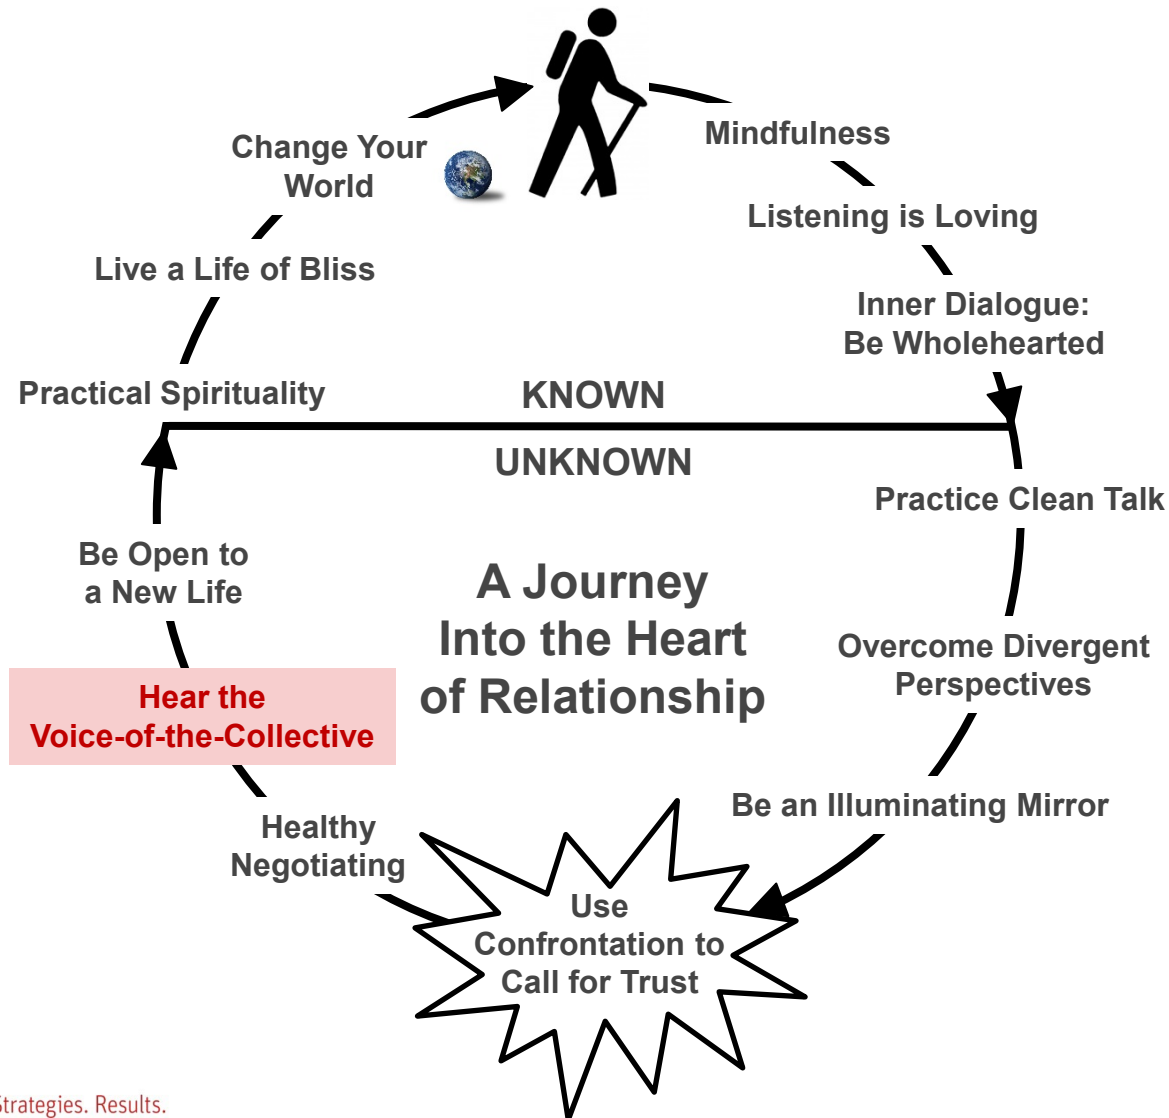 Mindfulness
Listening is Loving
Inner Dialogue:
Be Wholehearted
KNOWN
UNKNOWN
Practice Clean Talk
Overcome Divergent
Perspectives
Be an Illuminating Mirror
Use
Confrontation to
Call for Trust
Healthy
Negotiating
Hear the
Voice-of-the-Collective
Be Open to
a New Life
Practical Spirituality
Live a Life of Bliss
Change Your
World
A Journey
Into the Heart
of Relationship
Strategies. Results.